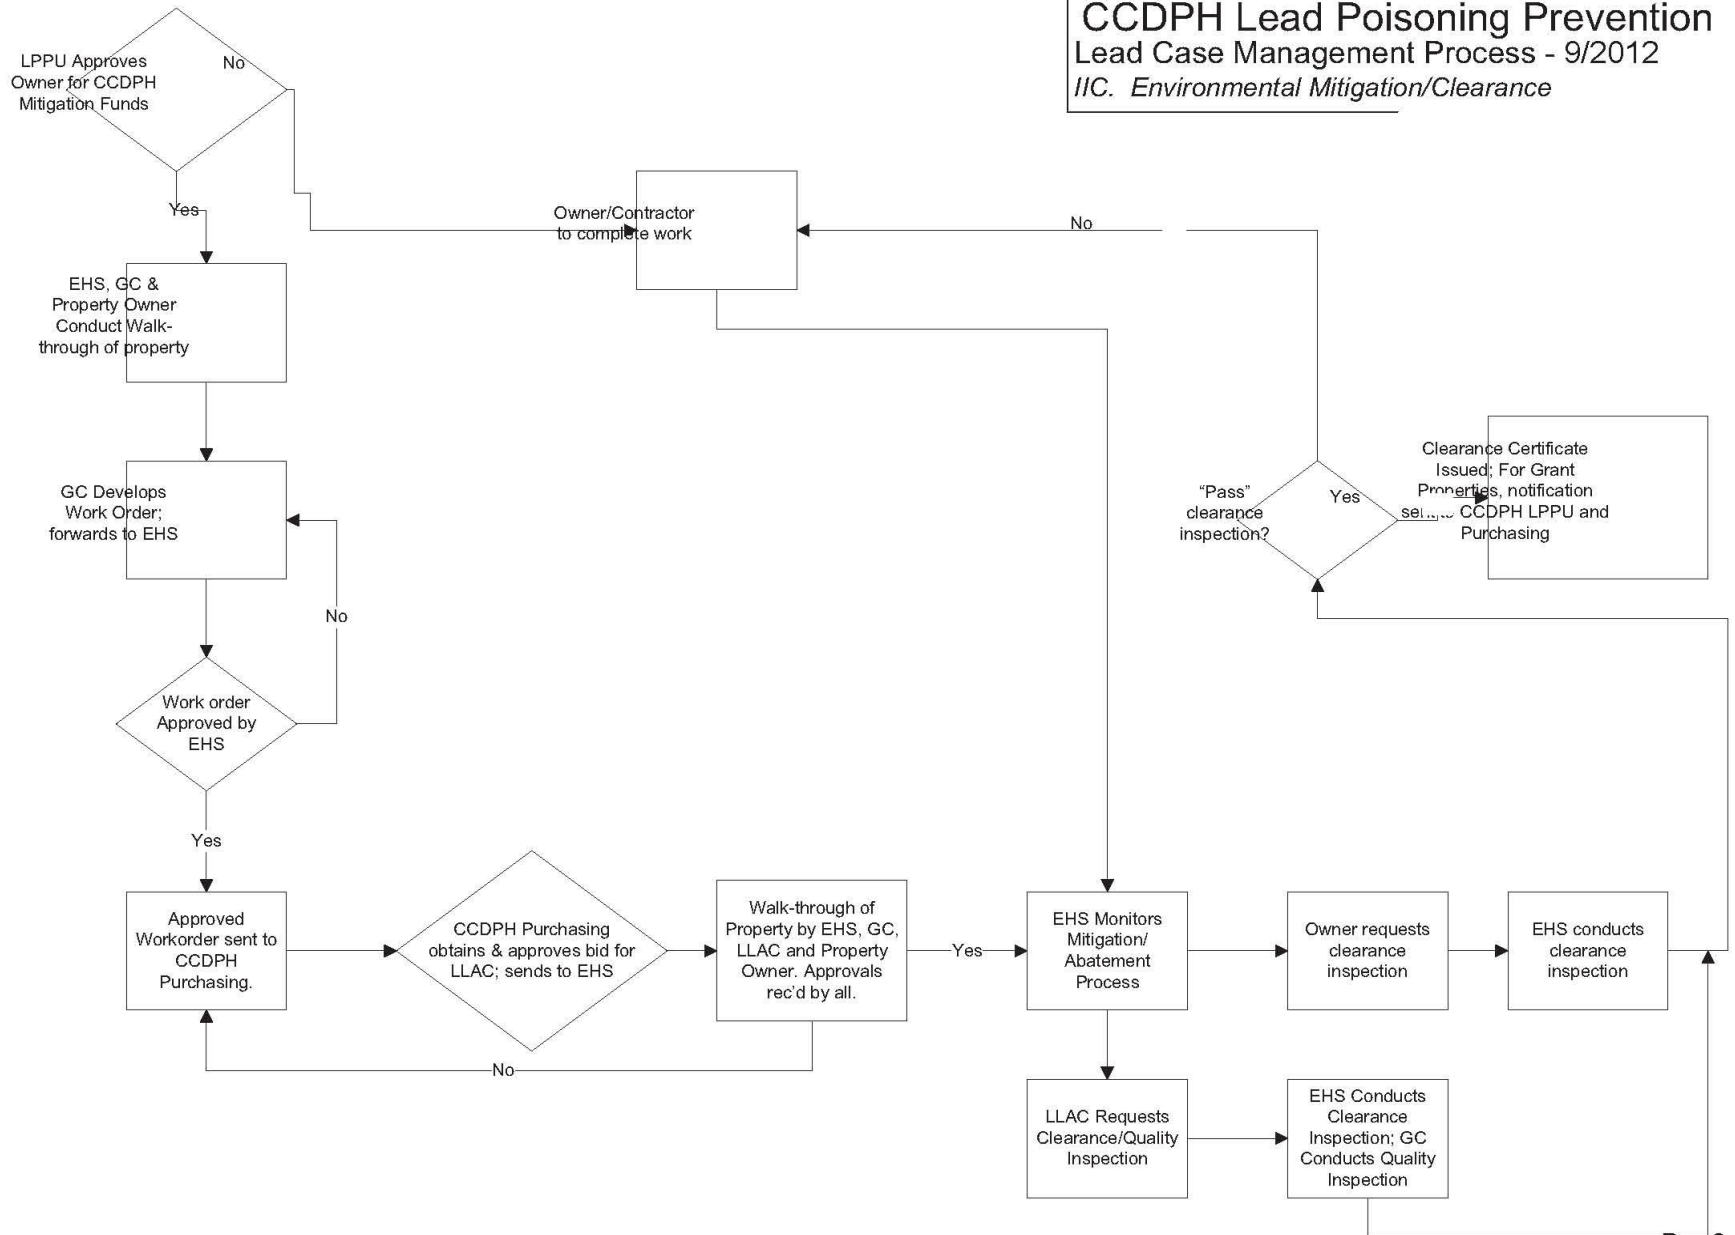 CCDPH Lead Poisoning Prevention
Lead Case Management Process - 9/2012
IIC. Environmental Mitigation/Clearance
LPPU Approves
Owner for CCDPH
Mitigation Funds
No
Yes
Owner/Contractor
to complete work
No
EHS, GC &
Property Owner
Conduct Walk-
through of property
GC Develops
Work Order;
forwards to EHS
No
“Pass”
clearance
inspection?
Yes
Clearance Certificate
Issued; For Grant
Properties, notification
sent to CCDPH LPPU and
Purchasing
Work order
Approved by
EHS
Yes
Approved
Workorder sent to
CCDPH
Purchasing.
CCDPH Purchasing
obtains & approves bid for
LLAC; sends to EHS
Walk-through of
Property by EHS, GC,
LLAC and Property
Owner. Approvals
rec’d by all.
Yes
EHS Monitors
Mitigation/
Abatement
Process
Owner requests
clearance
inspection
EHS conducts
clearance
inspection
No
LLAC Requests
Clearance/Quality
Inspection
EHS Conducts
Clearance
Inspection; GC
Conducts Quality
Inspection